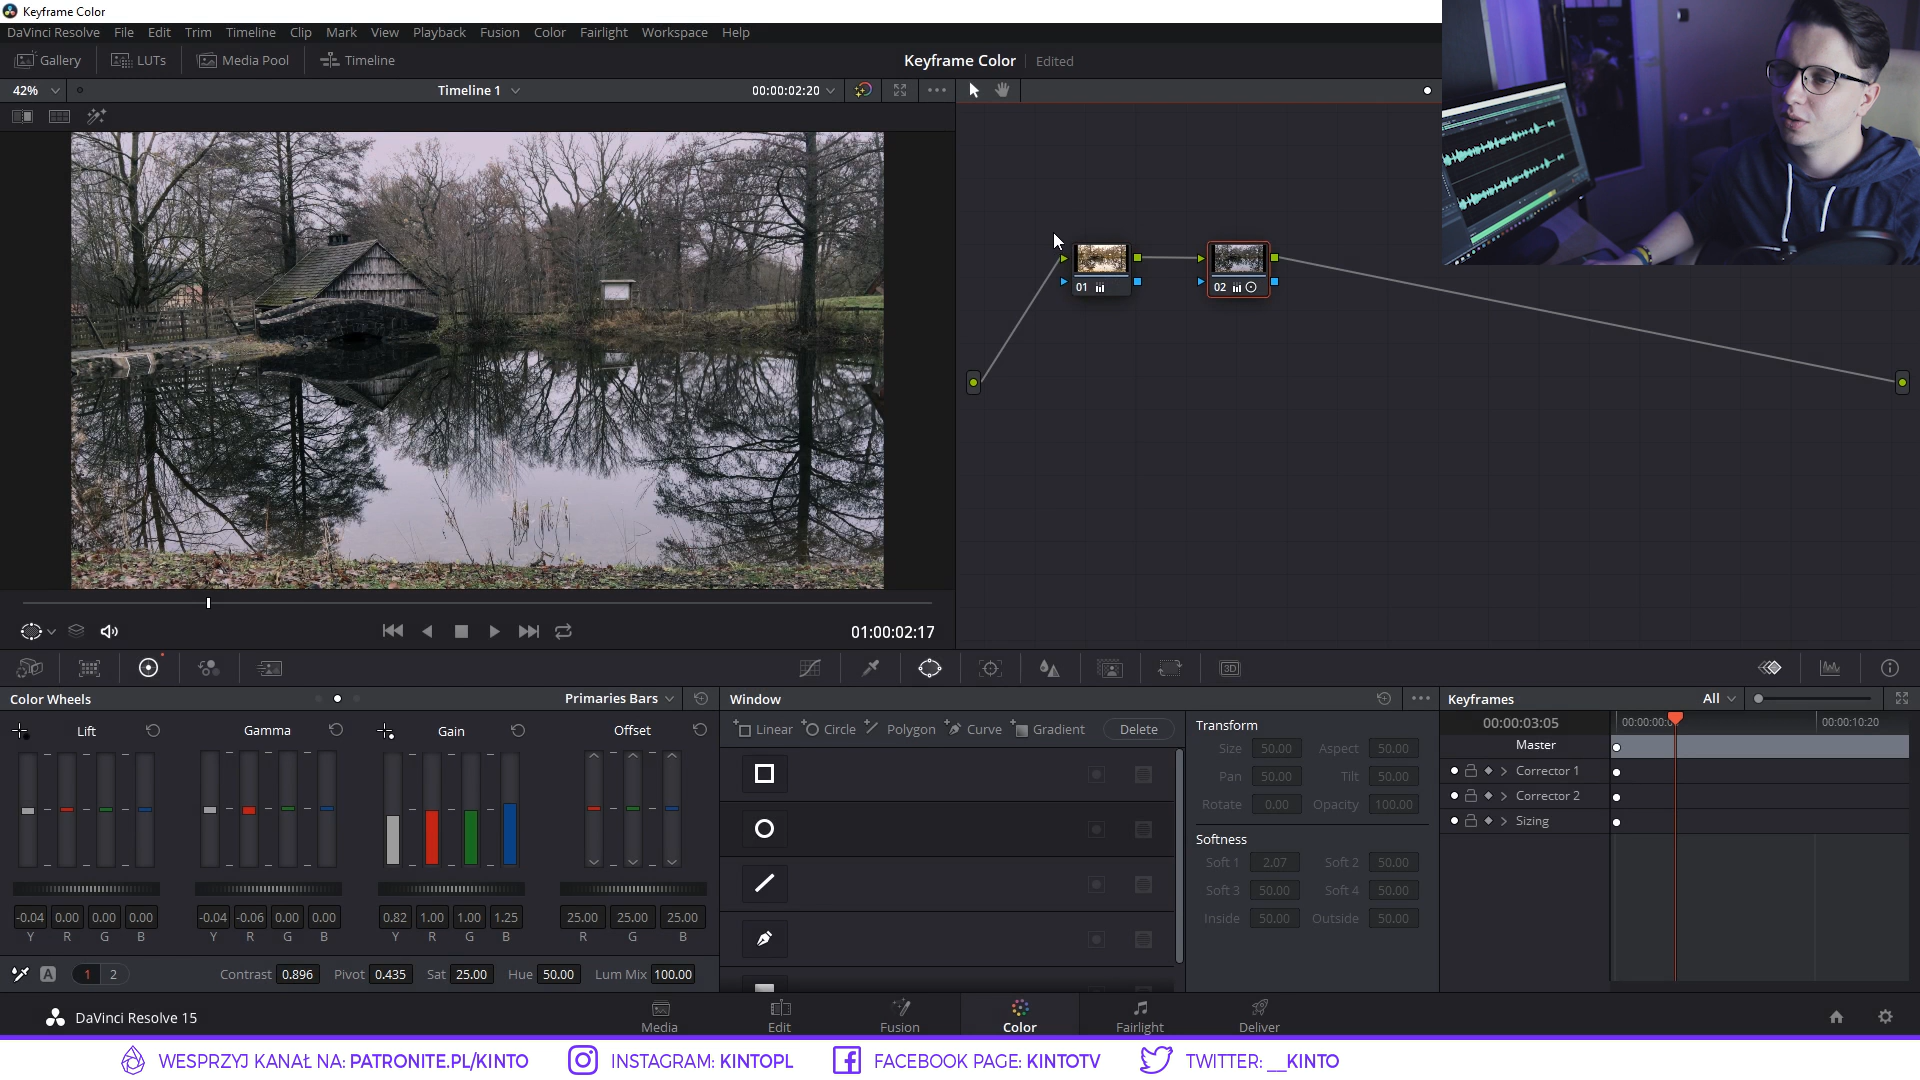 Keyframe Color
DaVinci Resolve File Edit Trim Timeline Clip Mark View Playback Fusion Color Fairlight Workspace Help
Gallery LUTs Media Pool Timeline Keyframe Color Edited
42% Timeline 1 00:00:02:20
01 02
01:00:02:17
3D
Color Wheels Primaries Bars Window Keyframes All
Lift Gamma Gain Offset
Linear Circle Polygon Curve Gradient Delete
Transform
Size 50.00 Aspect 50.00
Pan 50.00 Tilt 50.00
Rotate 0.00 Opacity 100.00
Softness
Soft 1 2.07 Soft 2 50.00
Soft 3 50.00 Soft 4 50.00
Inside 50.00 Outside 50.00
00:00:03:05 00:00:00:0 00:00:10:20
Master
Corrector 1
Corrector 2
Sizing
-0.04 0.00 0.00 0.00 -0.04 -0.06 0.00 0.00 0.82 1.00 1.00 1.25 25.00 25.00 25.00
Y R G B Y R G B Y R G B R G B
A 1 2 Contrast 0.896 Pivot 0.435 Sat 25.00 Hue 50.00 Lum Mix 100.00
DaVinci Resolve 15 Media Edit Fusion Color Fairlight Deliver
WESPRZYJ KANAŁ NA: PATRONITE.PL/KINTO INSTAGRAM: KINTOPL FACEBOOK PAGE: KINTOTV TWITTER: __KINTO